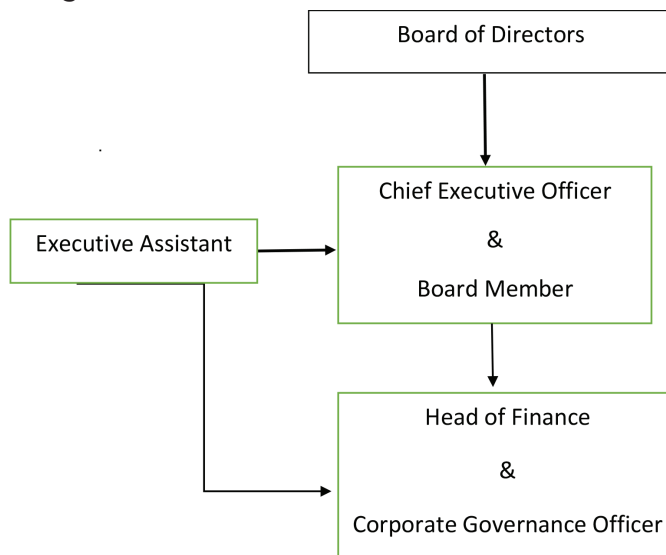 Board of Directors
Chief Executive Officer
&
Board Member
Executive Assistant
Head of Finance
&
Corporate Governance Officer